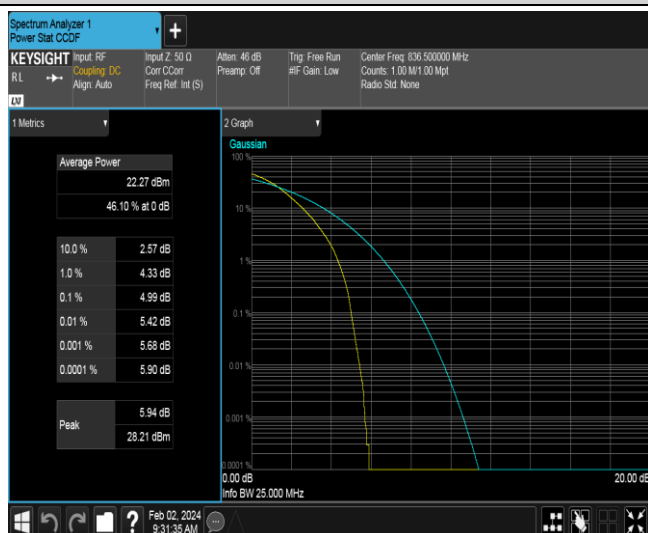 Spectrum Analyzer 1
Power Stat CCDF
KEYSIGHT
RL
LXI
Input: RF
Coupling: DC
Align: Auto
Input Z: 50 Ω
Corr CCorr
Freq Ref: Int (S)
Atten: 46 dB
Preamp: Off
Trig: Free Run
#IF Gain: Low
Center Freq: 836.500000 MHz
Counts: 1.00 M/1.00 Mpt
Radio Std: None
1 Metrics
Average Power
22.27 dBm
46.10 % at 0 dB
10.0 % 2.57 dB
1.0 % 4.33 dB
0.1 % 4.99 dB
0.01 % 5.42 dB
0.001 % 5.68 dB
0.0001 % 5.90 dB
Peak
5.94 dB
28.21 dBm
2 Graph
Gaussian
100 %
10 %
1 %
0.1 %
0.01 %
0.001 %
0.0001 %
0.00 dB 20.00 dB
Info BW 25.000 MHz
Feb 02, 2024
9:31:35 AM